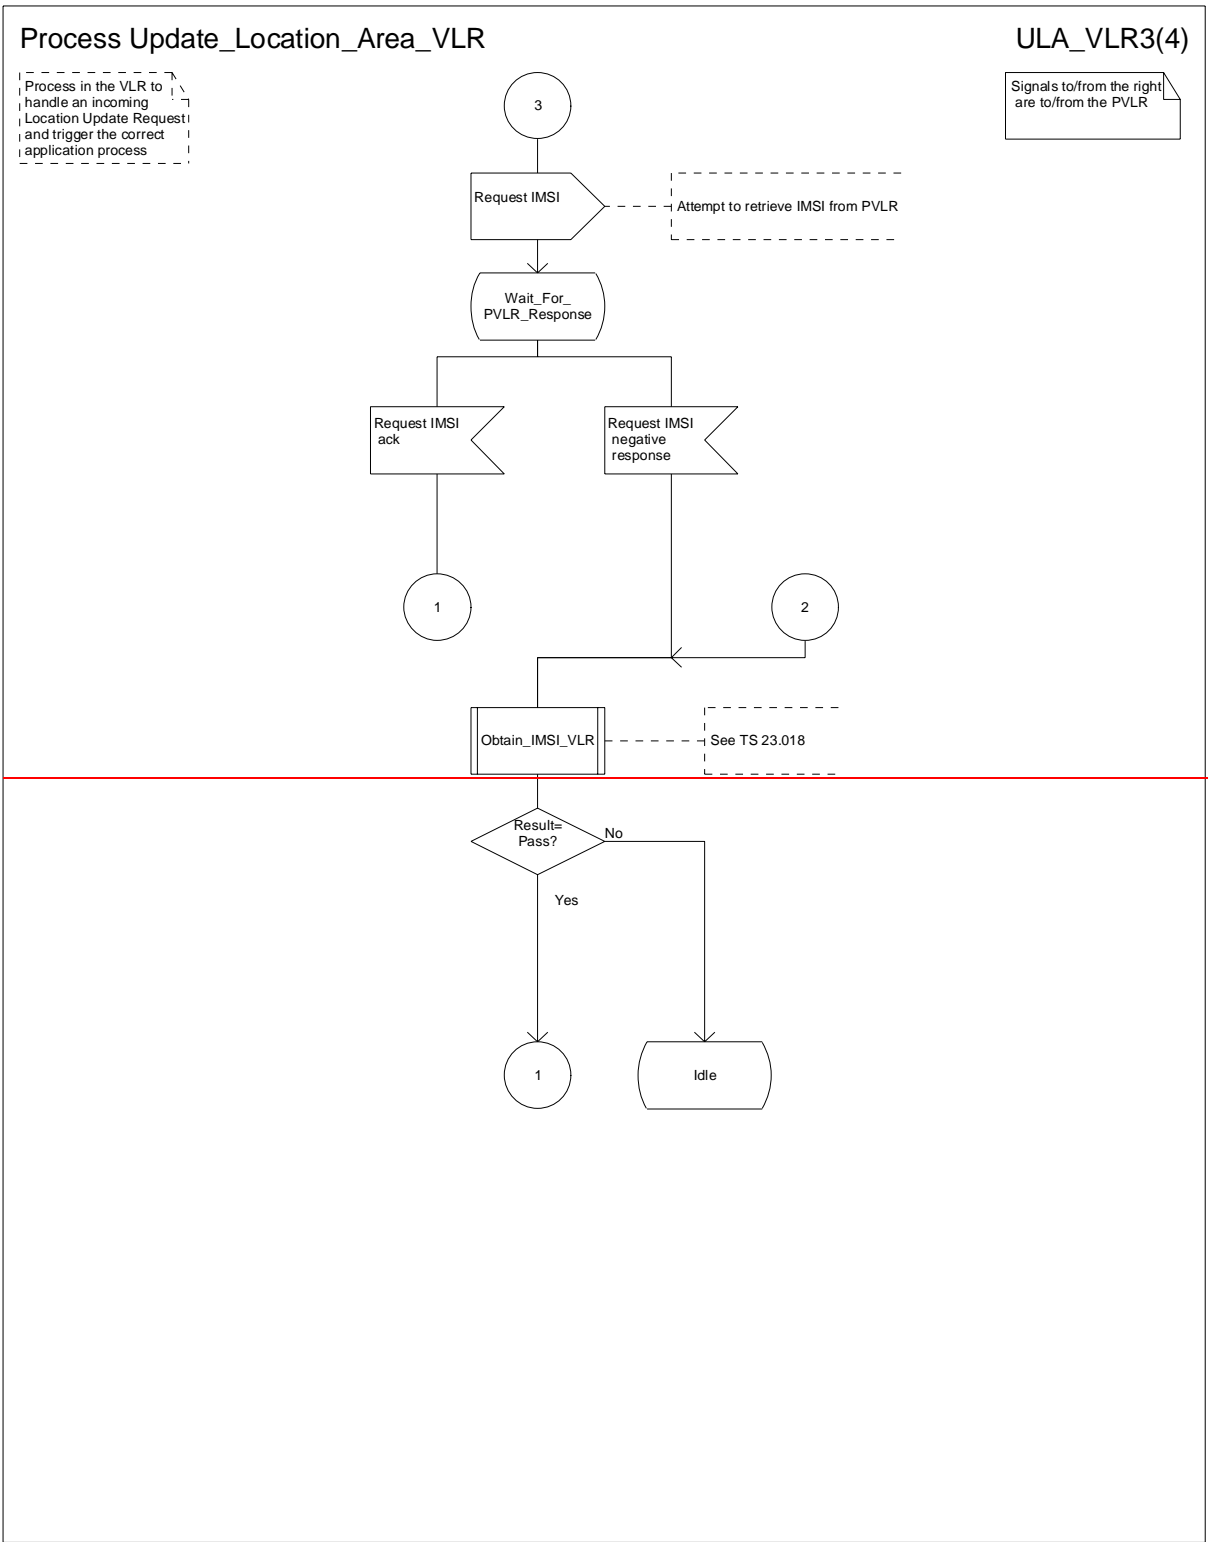 Process Update_Location_Area_VLR
ULA_VLR3(4)
Process in the VLR to
handle an incoming
Location Update Request
and trigger the correct
application process
Signals to/from the right
are to/from the PVLR
3
Request IMSI
Attempt to retrieve IMSI from PVLR
Wait_For_
PVLR_Response
Request IMSI
ack
Request IMSI
negative
response
1
2
Obtain_IMSI_VLR
See TS 23.018
Result=
Pass?
No
Yes
1
Idle